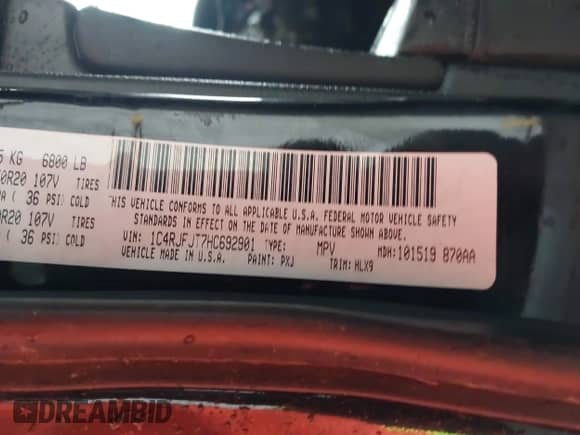 5 KG 6800 LB
0R20 107V TIRES
PA ( 36 PSI) COLD
0R20 107V TIRES
( 36 PSI) COLD
THIS VEHICLE CONFORMS TO ALL APPLICABLE U.S.A. FEDERAL MOTOR VEHICLE SAFETY
STANDARDS IN EFFECT ON THE DATE OF MANUFACTURE SHOWN ABOVE.
VIN: 1C4RJFJT7HC692901 TYPE: MPV MDH:101519 870AA
VEHICLE MADE IN U.S.A. PAINT: PXJ TRIM: HLX9
DREAMBID